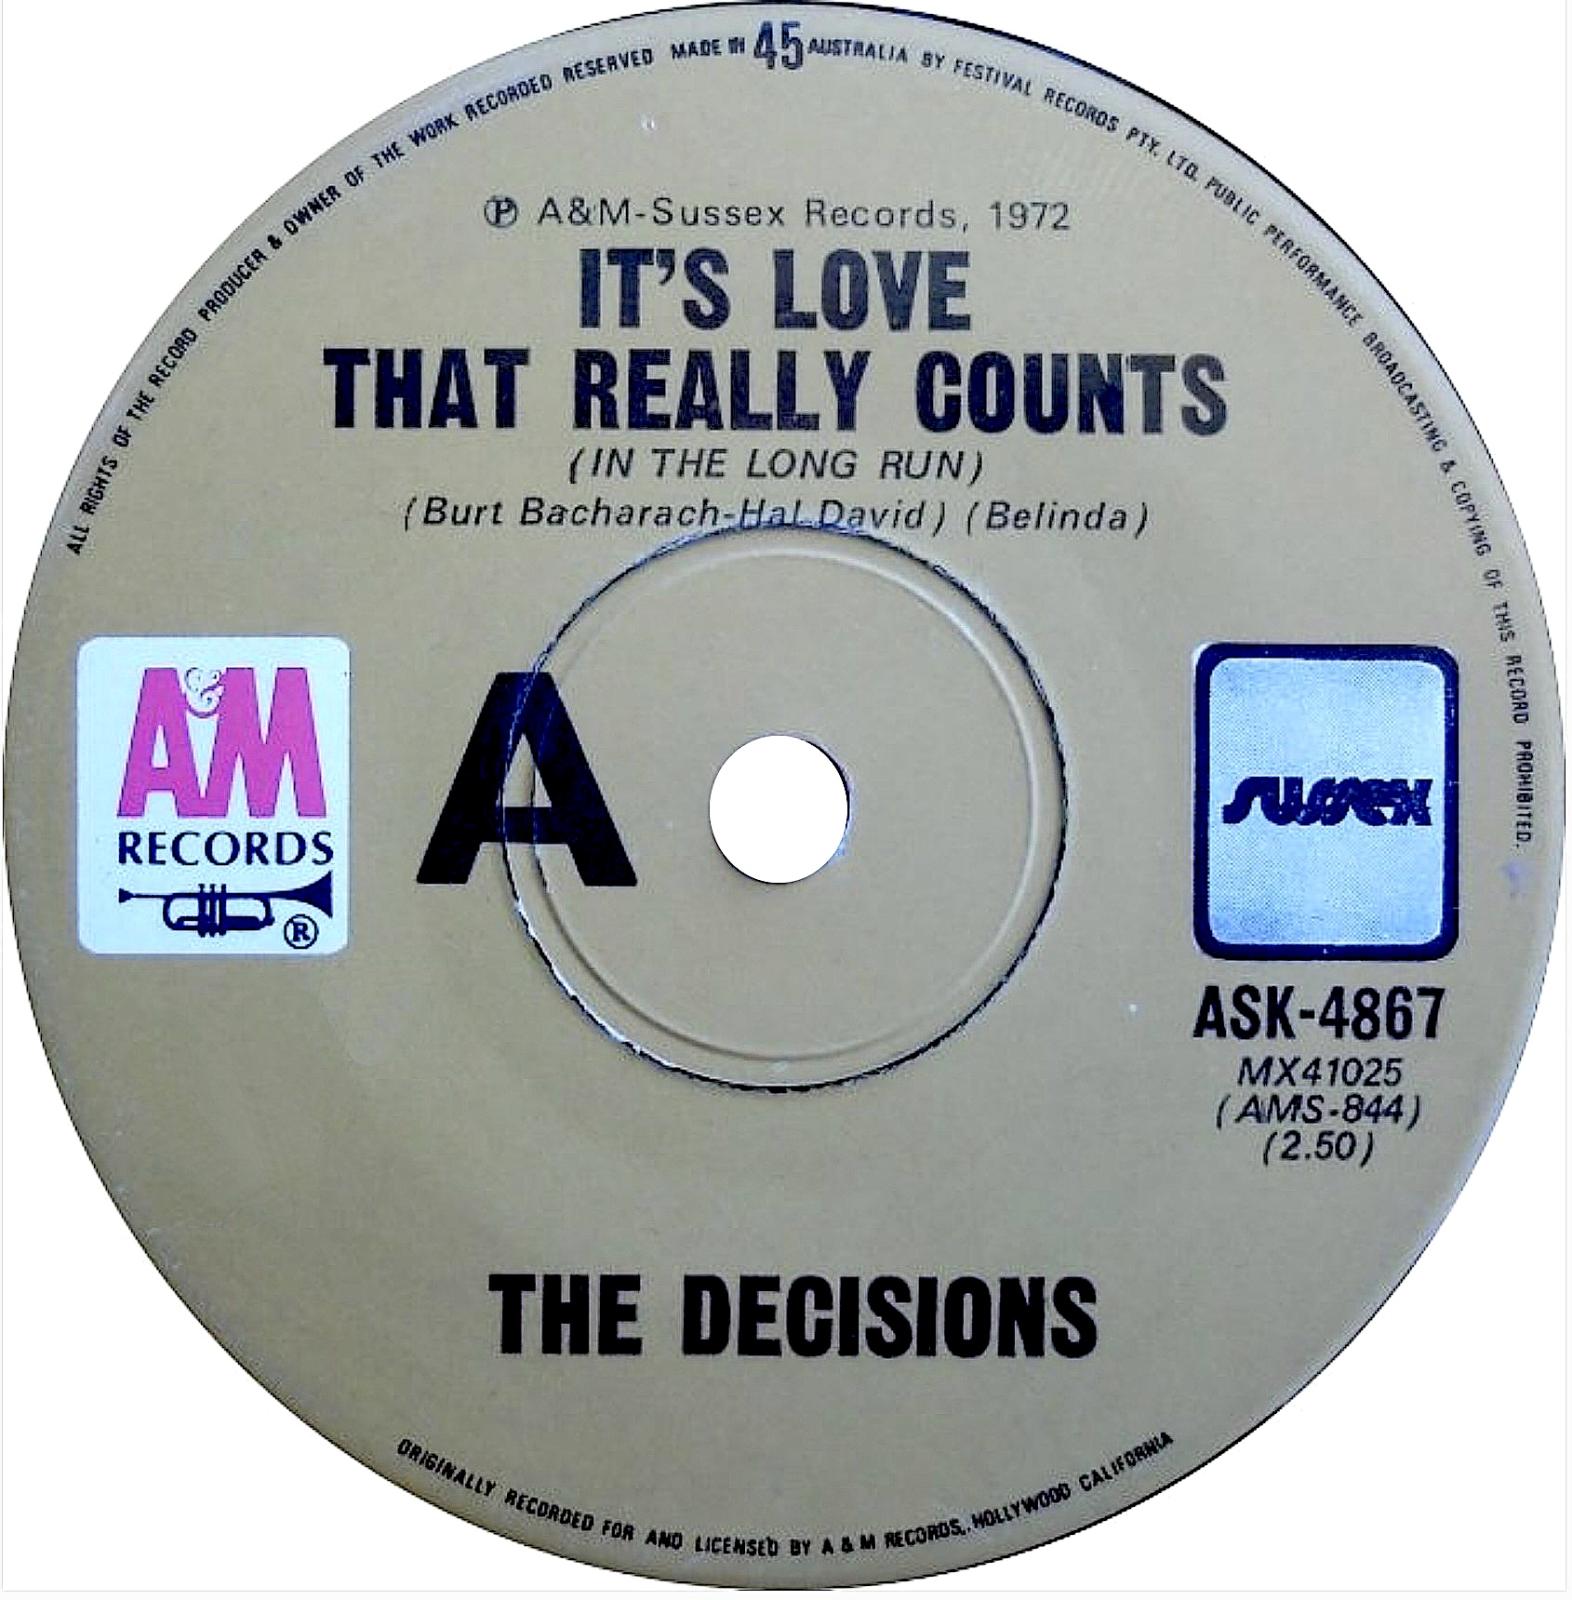 ALL RIGHTS OF THE RECORD PRODUCER & OWNER OF THE WORK RECORDED RESERVED MADE IN 45 AUSTRALIA BY FESTIVAL RECORDS PTY. LTD. PUBLIC PERFORMANCE BROADCASTING & COPYING OF THIS RECORD PROHIBITED.
℗ A&M-Sussex Records, 1972
IT'S LOVE
THAT REALLY COUNTS
(IN THE LONG RUN)
(Burt Bacharach-Hal David) (Belinda)
A&M
RECORDS
®
A
SUSSEX
ASK-4867
MX41025
(AMS-844)
(2.50)
THE DECISIONS
ORIGINALLY RECORDED FOR AND LICENSED BY A & M RECORDS, HOLLYWOOD CALIFORNIA